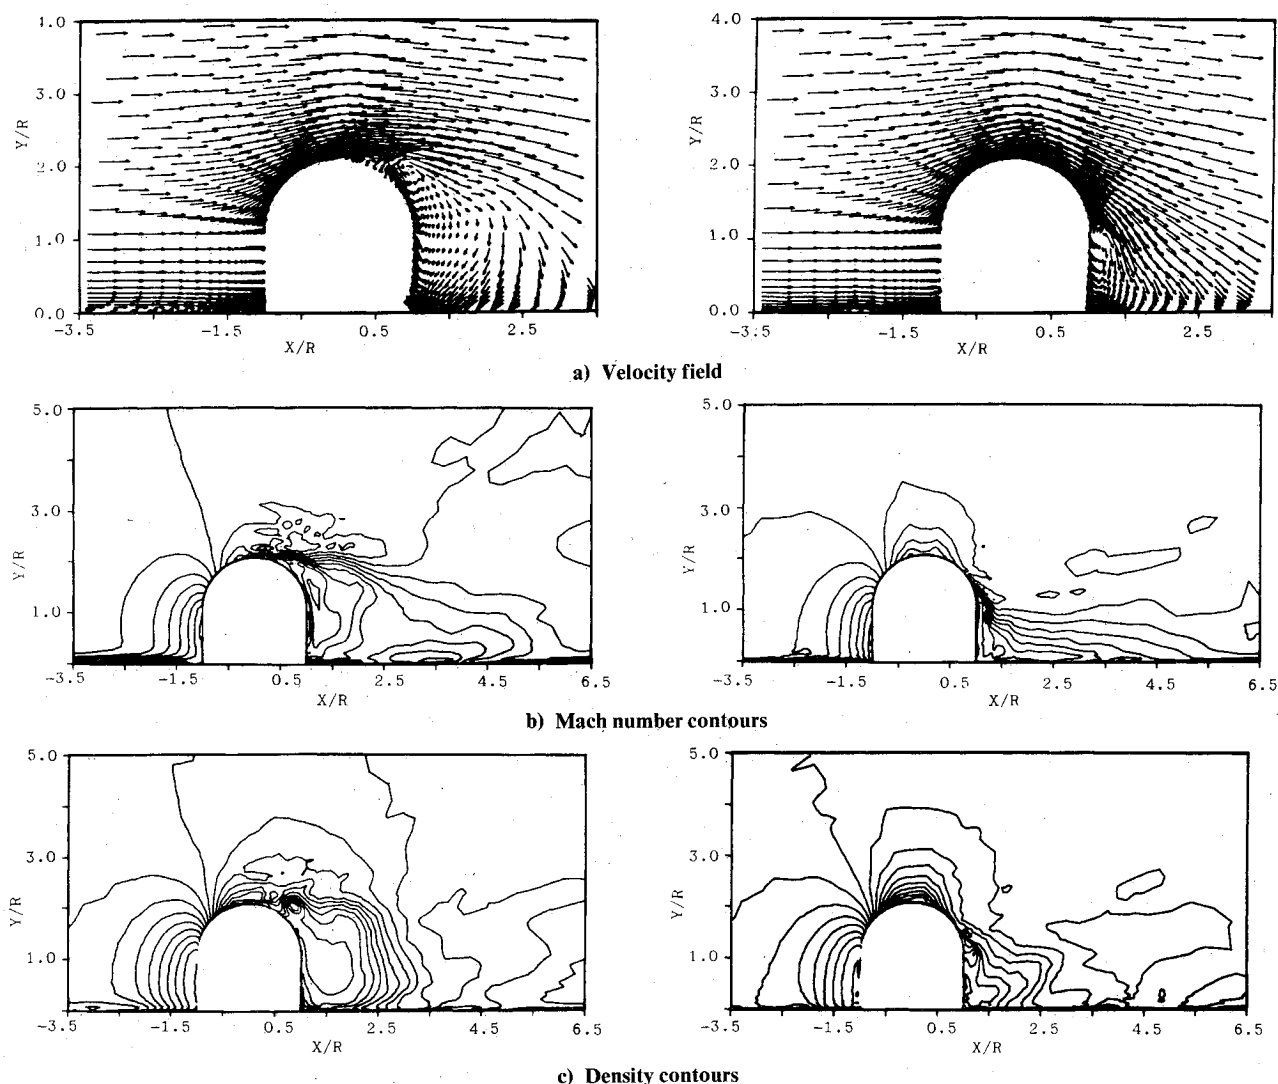 1.0 4.0
3.0 3.0
Y/R Y/R
2.0 2.0
1.0 1.0
0.0 0.0
-3.5 -1.5 0.5 2.5 -3.5 -1.5 0.5 2.5
X/R X/R
a) Velocity field
5.0 5.0
3.0 3.0
Y/R Y/R
1.0 1.0
-3.5 -1.5 0.5 2.5 4.5 6.5 -3.5 -1.5 0.5 2.5 4.5 6.5
X/R X/R
b) Mach number contours
5.0 5.0
3.0 3.0
Y/R Y/R
1.0 1.0
-3.5 -1.5 0.5 2.5 4.5 6.5 -3.5 -1.5 0.5 2.5 4.5 6.5
X/R X/R
c) Density contours